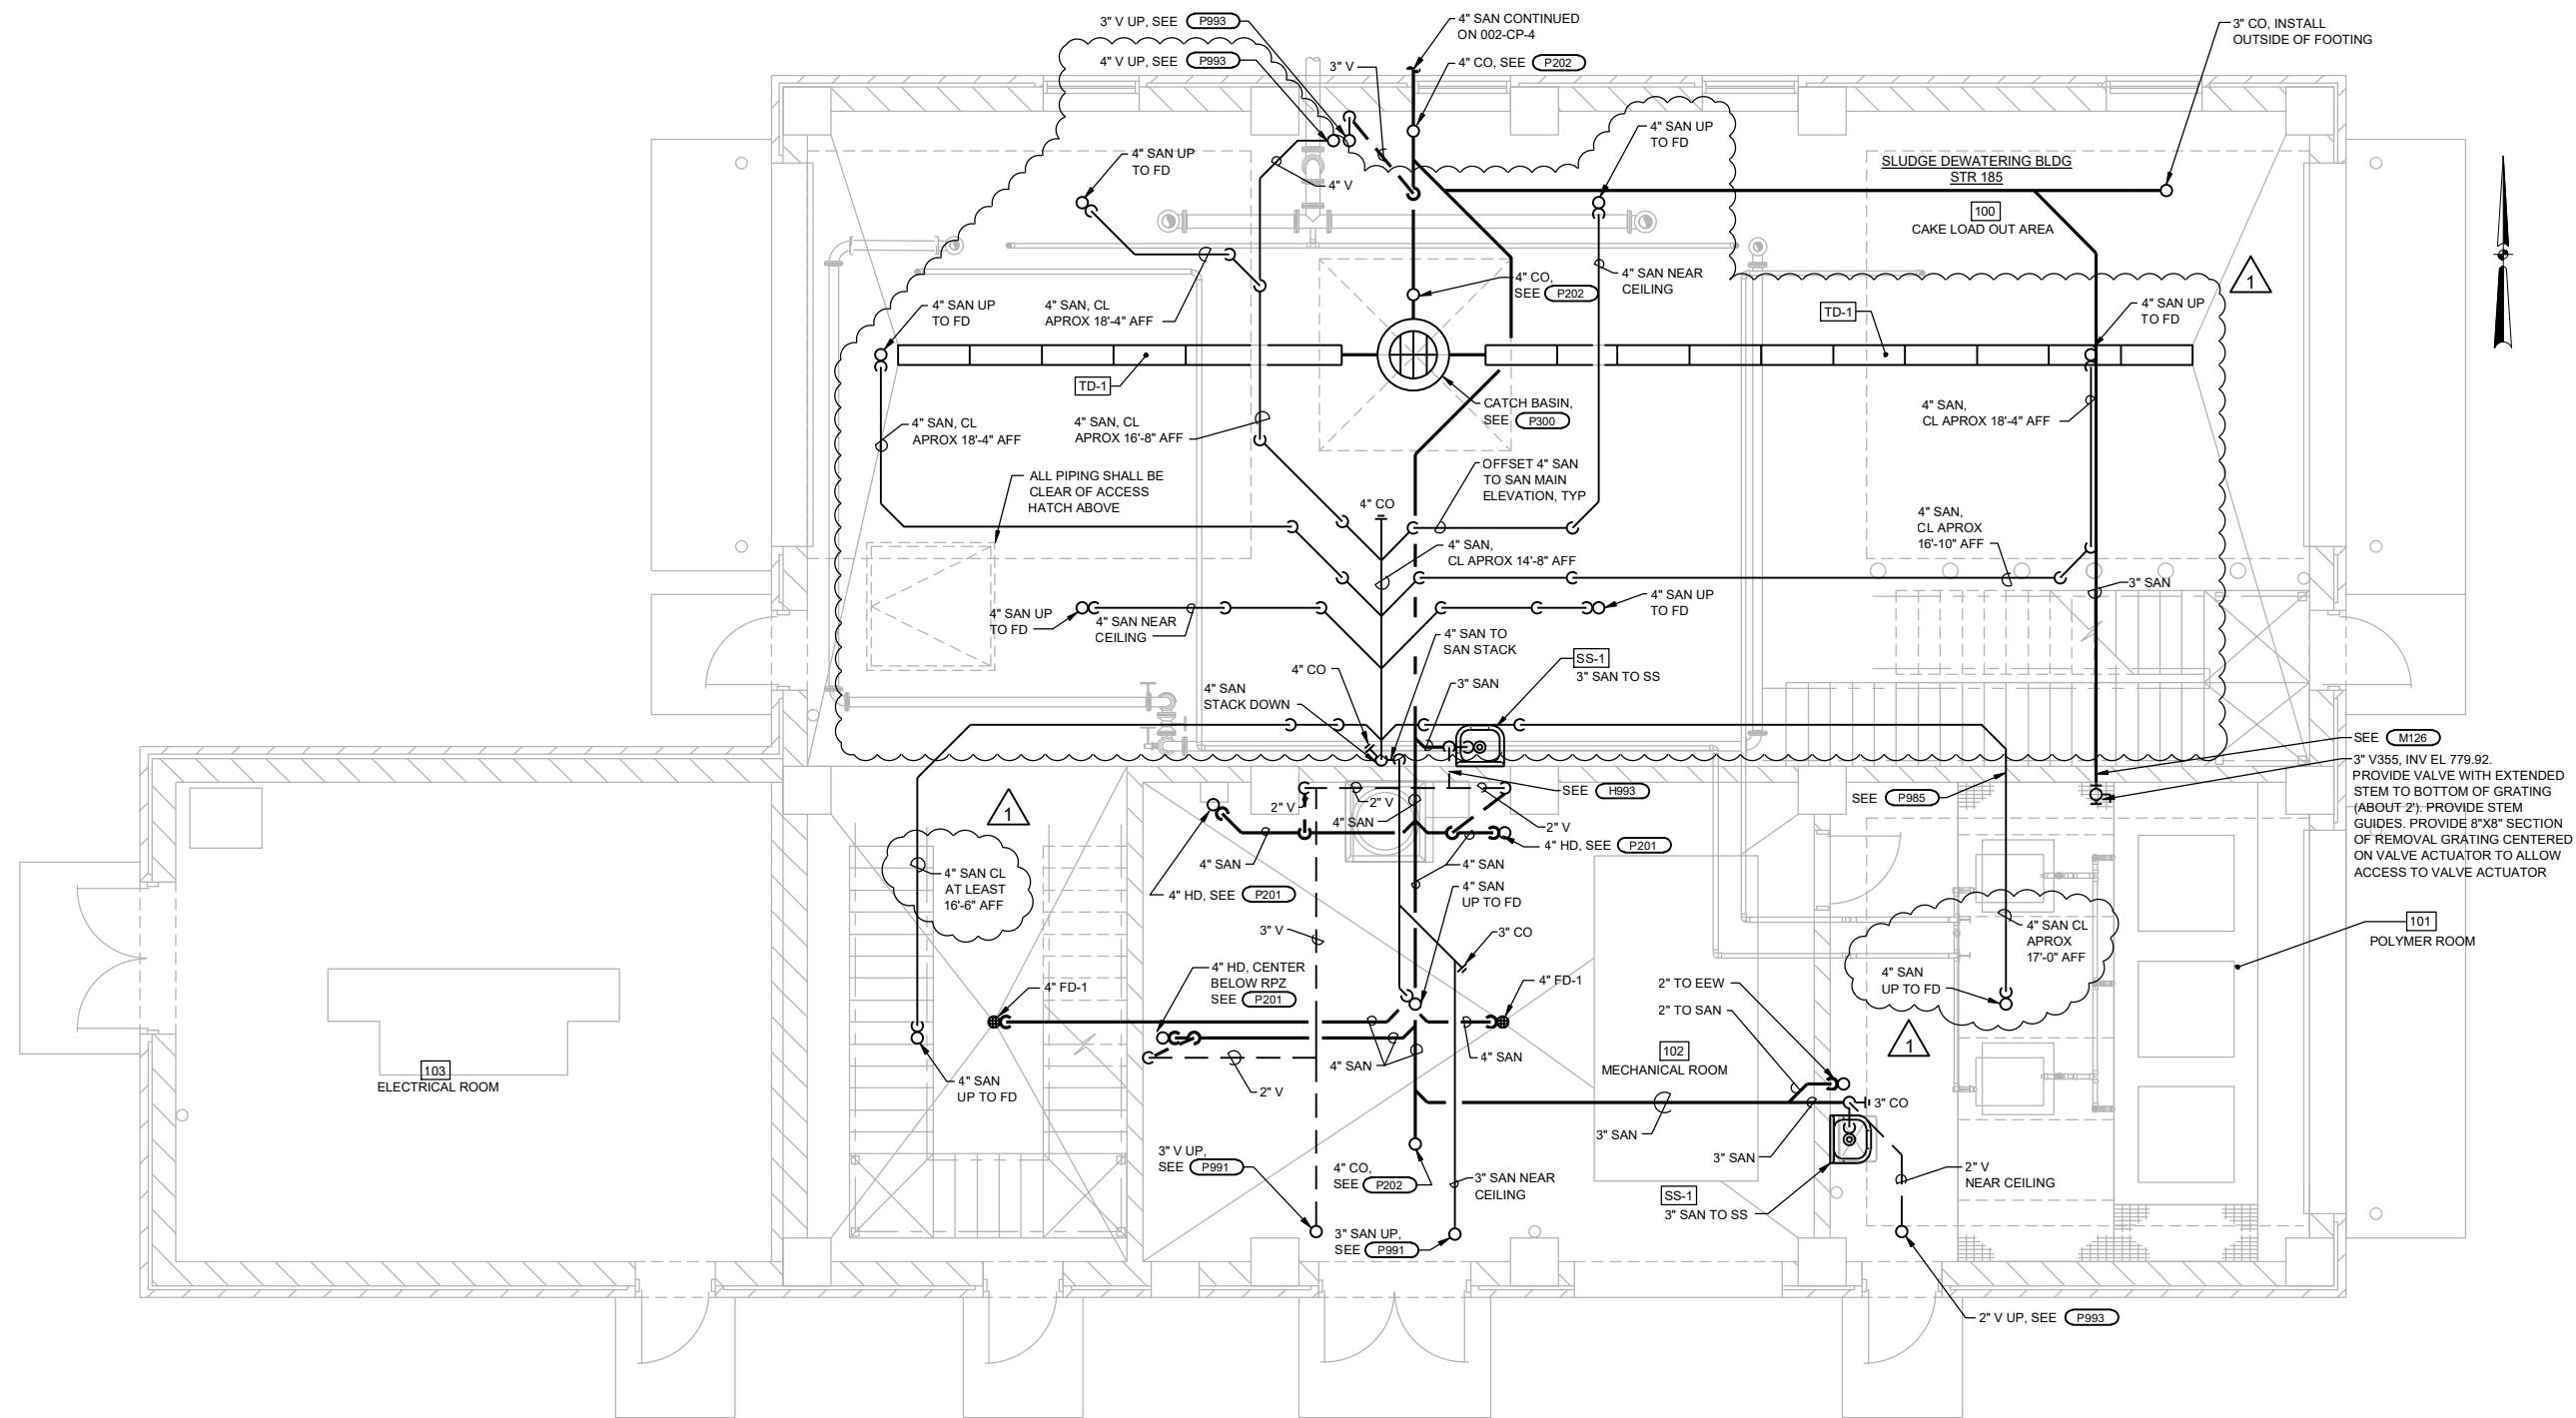 3" V UP, SEE P993
4" V UP, SEE P993
3" V
4" SAN CONTINUED
ON 002-CP-4
4" CO, SEE P202
3" CO, INSTALL
OUTSIDE OF FOOTING
4" SAN UP
TO FD
4" V
4" SAN UP
TO FD
SLUDGE DEWATERING BLDG
STR 185
100
CAKE LOAD OUT AREA
1
4" SAN UP
TO FD
4" SAN, CL
APROX 18'-4" AFF
4" CO,
SEE P202
4" SAN NEAR
CEILING
TD-1
4" SAN UP
TO FD
TD-1
4" SAN, CL
APROX 18'-4" AFF
4" SAN, CL
APROX 16'-8" AFF
CATCH BASIN,
SEE P300
4" SAN,
CL APROX 18'-4" AFF
ALL PIPING SHALL BE
CLEAR OF ACCESS
HATCH ABOVE
4" CO
OFFSET 4" SAN
TO SAN MAIN
ELEVATION, TYP
4" SAN,
CL APROX 14'-8" AFF
4" SAN,
CL APROX
16'-10" AFF
3" SAN
4" SAN UP
TO FD
4" SAN NEAR
CEILING
4" SAN UP
TO FD
4" SAN TO
SAN STACK
SS-1
3" SAN TO SS
4" CO
3" SAN
4" SAN
STACK DOWN
SEE M126
3" V355, INV EL 779.92.
PROVIDE VALVE WITH EXTENDED
STEM TO BOTTOM OF GRATING
(ABOUT 2'). PROVIDE STEM
GUIDES. PROVIDE 8"X8" SECTION
OF REMOVAL GRATING CENTERED
ON VALVE ACTUATOR TO ALLOW
ACCESS TO VALVE ACTUATOR
SEE H993
SEE P985
1
2" V
2" V
4" SAN
2" V
4" HD, SEE P201
4" SAN
4" SAN
4" HD, SEE P201
4" SAN CL
AT LEAST
16'-6" AFF
4" SAN
UP TO FD
3" V
3" CO
4" SAN CL
APROX
17'-0" AFF
101
POLYMER ROOM
4" HD, CENTER
BELOW RPZ
SEE P201
4" FD-1
4" FD-1
2" TO EEW
2" TO SAN
4" SAN
UP TO FD
1
4" SAN
4" SAN
102
MECHANICAL ROOM
103
ELECTRICAL ROOM
4" SAN
UP TO FD
2" V
3" CO
3" SAN
3" SAN
3" V UP,
SEE P991
4" CO,
SEE P202
3" SAN NEAR
CEILING
2" V
NEAR CEILING
SS-1
3" SAN TO SS
3" SAN UP,
SEE P991
2" V UP, SEE P993